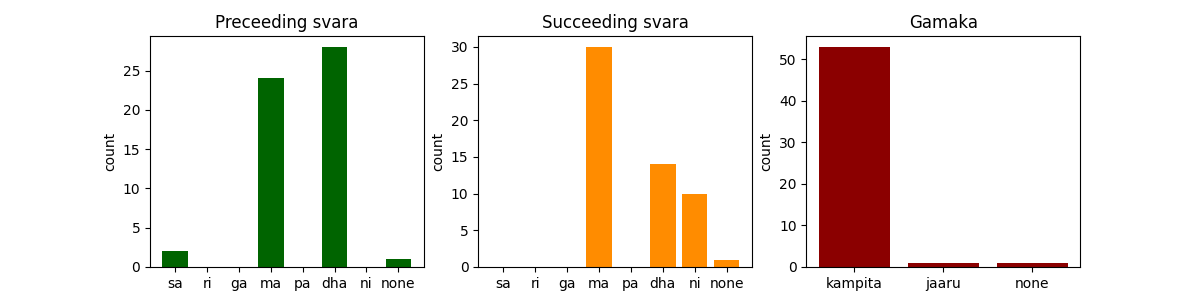 Preceeding svara
count
25
20
15
10
5
0
sa ri ga ma pa dha ni none
Succeeding svara
count
30
25
20
15
10
5
0
sa ri ga ma pa dha ni none
Gamaka
count
50
40
30
20
10
0
kampita jaaru none